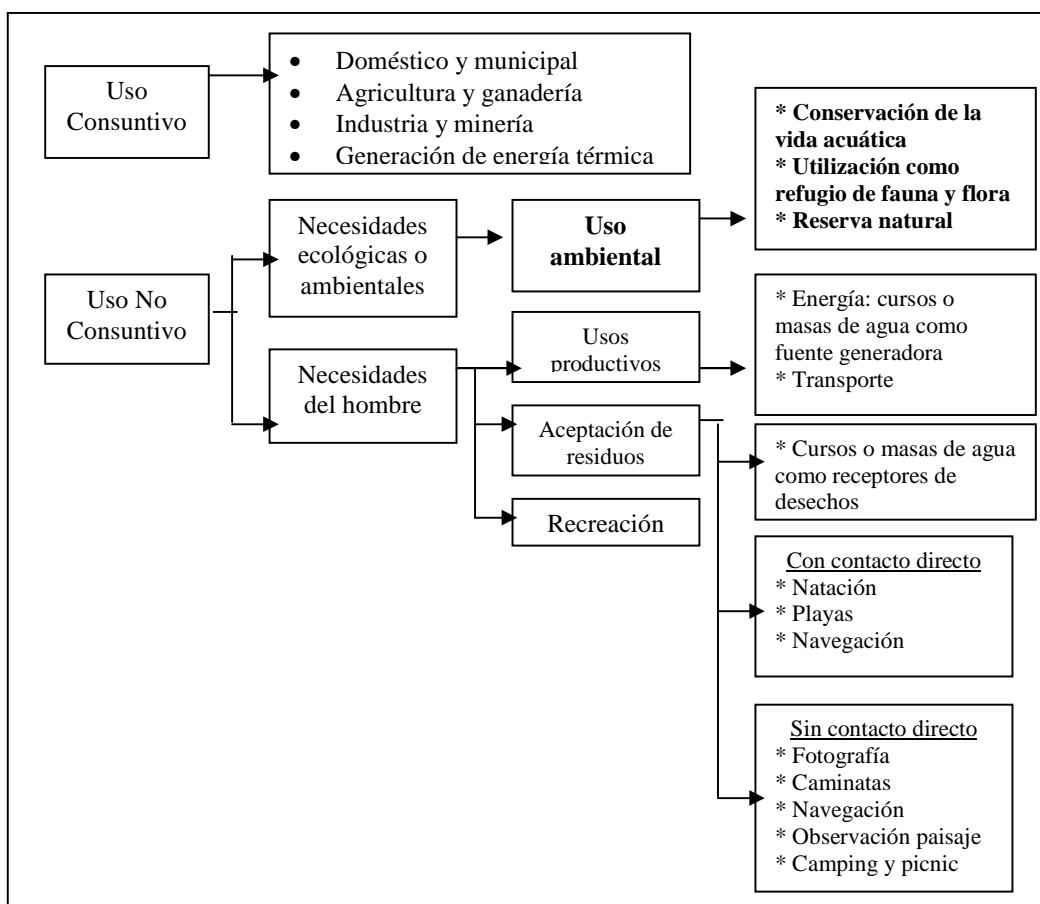 Uso
Consuntivo
• Doméstico y municipal
• Agricultura y ganadería
• Industria y minería
• Generación de energía térmica
Uso No
Consuntivo
Necesidades
ecológicas o
ambientales
Uso
ambiental
* Conservación de la
vida acuática
* Utilización como
refugio de fauna y flora
* Reserva natural
Necesidades
del hombre
Usos
productivos
* Energía: cursos o
masas de agua como
fuente generadora
* Transporte
Aceptación de
residuos
* Cursos o masas de agua
como receptores de
desechos
Recreación
Con contacto directo
* Natación
* Playas
* Navegación
Sin contacto directo
* Fotografía
* Caminatas
* Navegación
* Observación paisaje
* Camping y picnic